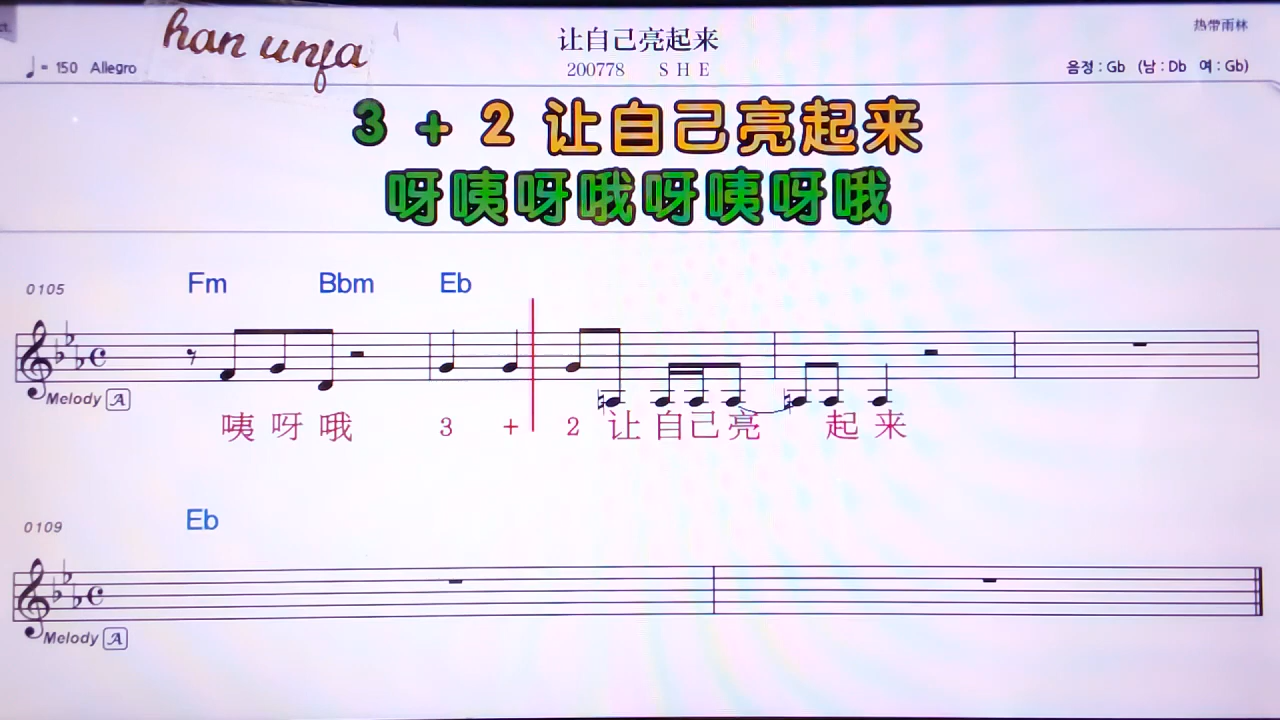 han unfa
让自己亮起来
热带雨林
♩= 150 Allegro
200778 S H E
음정 : Gb (남 : Db 여 : Gb)
3 + 2 让自己亮起来
呀咦呀哦呀咦呀哦
0105
Fm Bbm Eb
Melody A
咦 呀 哦 3 + 2 让 自 己 亮 起 来
0109
Eb
Melody A